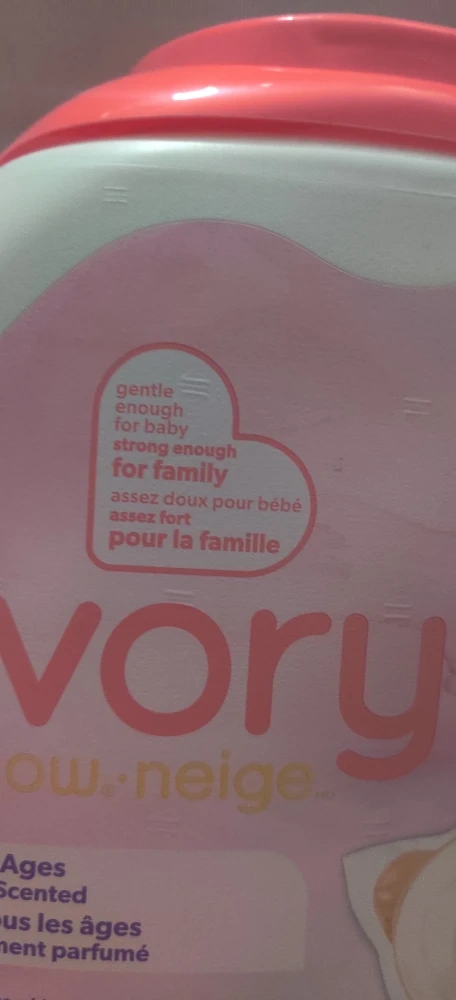 gentle
enough
for baby
strong enough
for family
assez doux pour bébé
assez fort
pour la famille
vory
ow. neige
Ages
Scented
ous les âges
ment parfumé